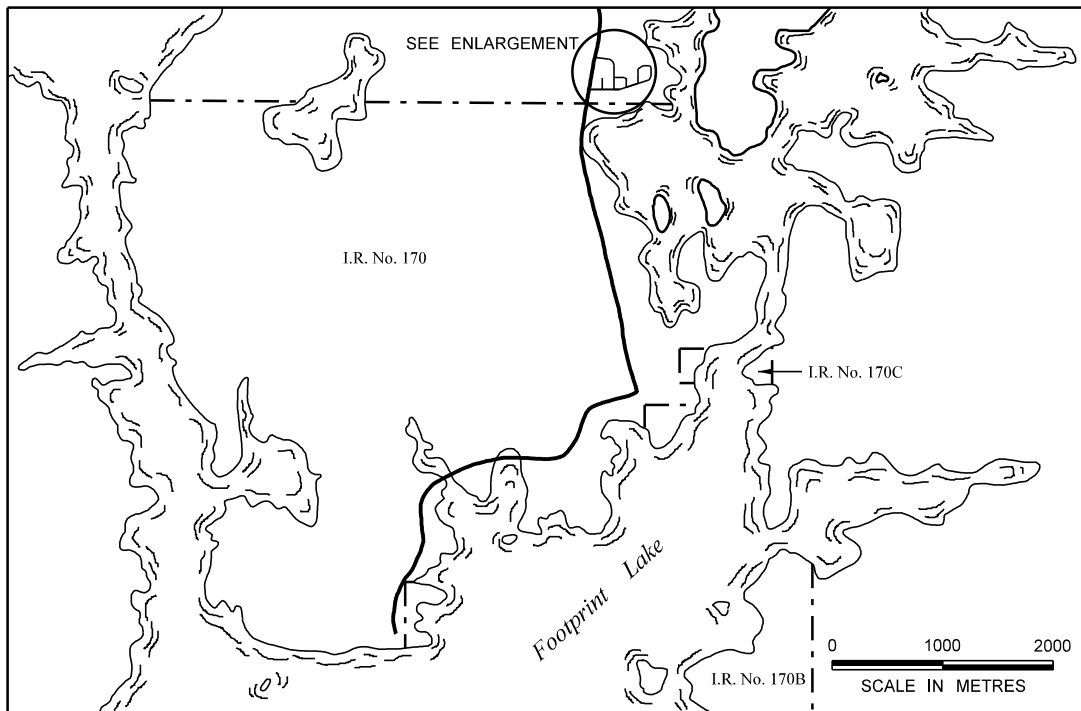 SEE ENLARGEMENT
I.R. No. 170
I.R. No. 170C
Footprint Lake
I.R. No. 170B
0 1000 2000
SCALE IN METRES